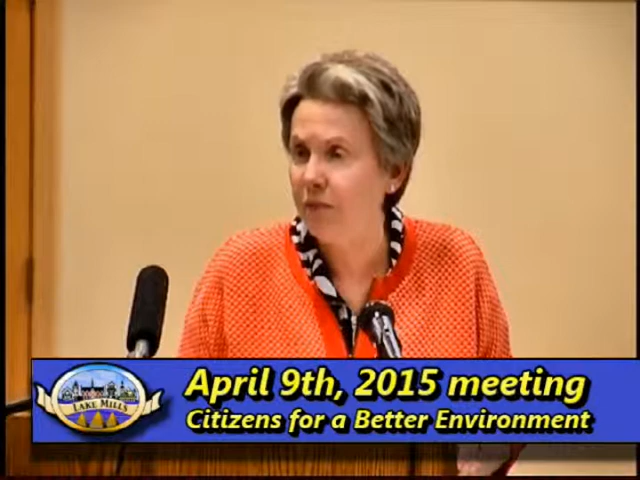 April 9th, 2015 meeting
LAKE MILLS
Citizens for a Better Environment